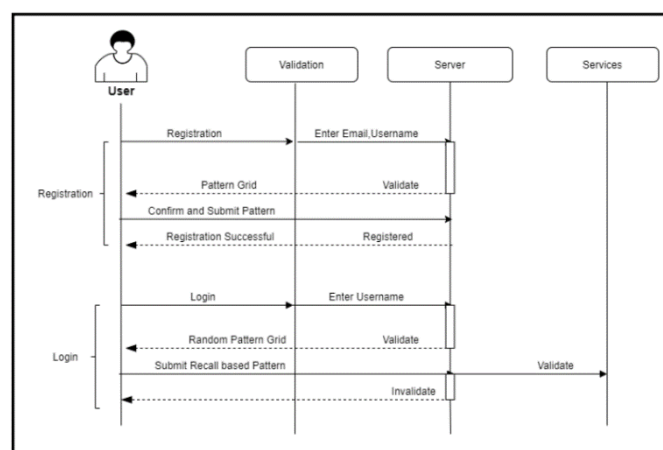 Validation Server Services
User
Registration Enter Email,Username
Pattern Grid Validate
Registration
Confirm and Submit Pattern
Registration Successful Registered
Login Enter Username
Random Pattern Grid Validate
Login
Submit Recall based Pattern Validate
Invalidate